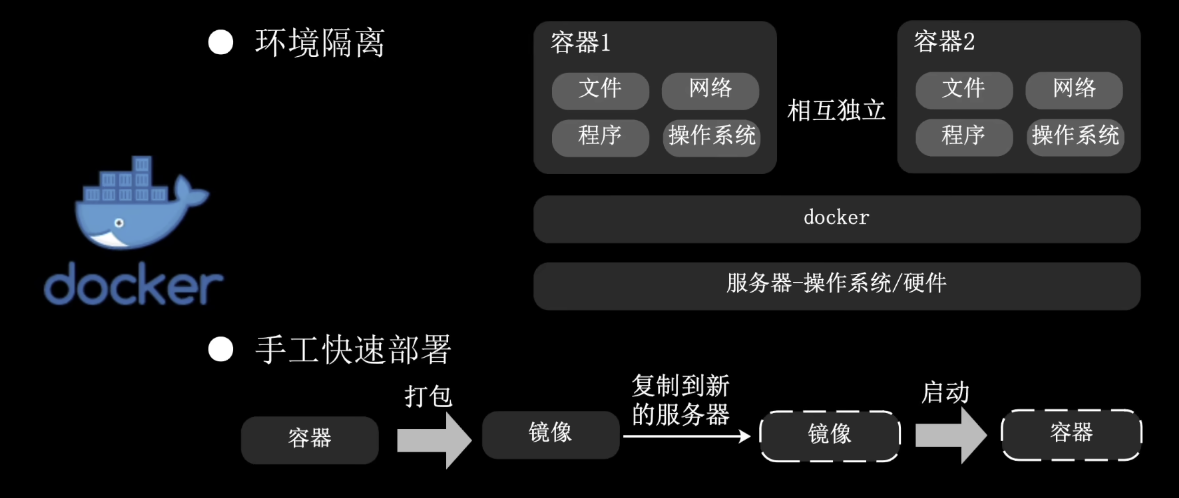 环境隔离
容器1
文件
网络
程序
操作系统
相互独立
容器2
文件
网络
程序
操作系统
docker
服务器-操作系统/硬件
docker
手工快速部署
容器
打包
镜像
复制到新
的服务器
镜像
启动
容器